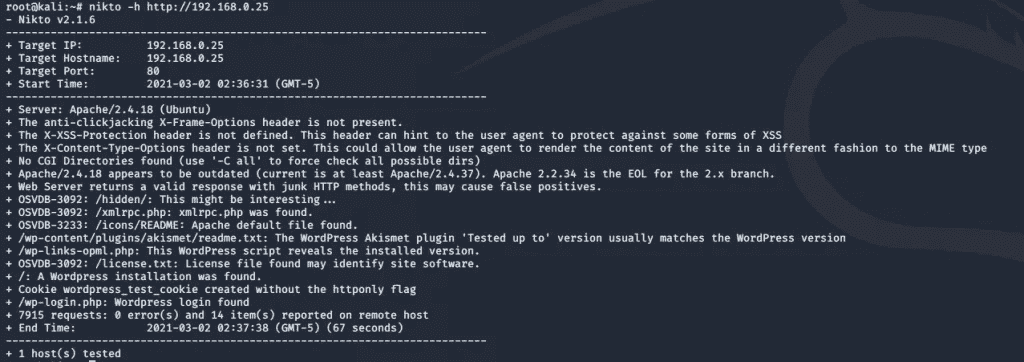 root@kali:~# nikto -h http://192.168.0.25
- Nikto v2.1.6
---------------------------------------------------------------------------
+ Target IP:          192.168.0.25
+ Target Hostname:    192.168.0.25
+ Target Port:        80
+ Start Time:         2021-03-02 02:36:31 (GMT-5)
---------------------------------------------------------------------------
+ Server: Apache/2.4.18 (Ubuntu)
+ The anti-clickjacking X-Frame-Options header is not present.
+ The X-XSS-Protection header is not defined. This header can hint to the user agent to protect against some forms of XSS
+ The X-Content-Type-Options header is not set. This could allow the user agent to render the content of the site in a different fashion to the MIME type
+ No CGI Directories found (use '-C all' to force check all possible dirs)
+ Apache/2.4.18 appears to be outdated (current is at least Apache/2.4.37). Apache 2.2.34 is the EOL for the 2.x branch.
+ Web Server returns a valid response with junk HTTP methods, this may cause false positives.
+ OSVDB-3092: /hidden/: This might be interesting...
+ OSVDB-3092: /xmlrpc.php: xmlrpc.php was found.
+ OSVDB-3233: /icons/README: Apache default file found.
+ /wp-content/plugins/akismet/readme.txt: The WordPress Akismet plugin 'Tested up to' version usually matches the WordPress version
+ /wp-links-opml.php: This WordPress script reveals the installed version.
+ OSVDB-3092: /license.txt: License file found may identify site software.
+ /: A Wordpress installation was found.
+ Cookie wordpress_test_cookie created without the httponly flag
+ /wp-login.php: Wordpress login found
+ 7915 requests: 0 error(s) and 14 item(s) reported on remote host
+ End Time:           2021-03-02 02:37:38 (GMT-5) (67 seconds)
---------------------------------------------------------------------------
+ 1 host(s) tested